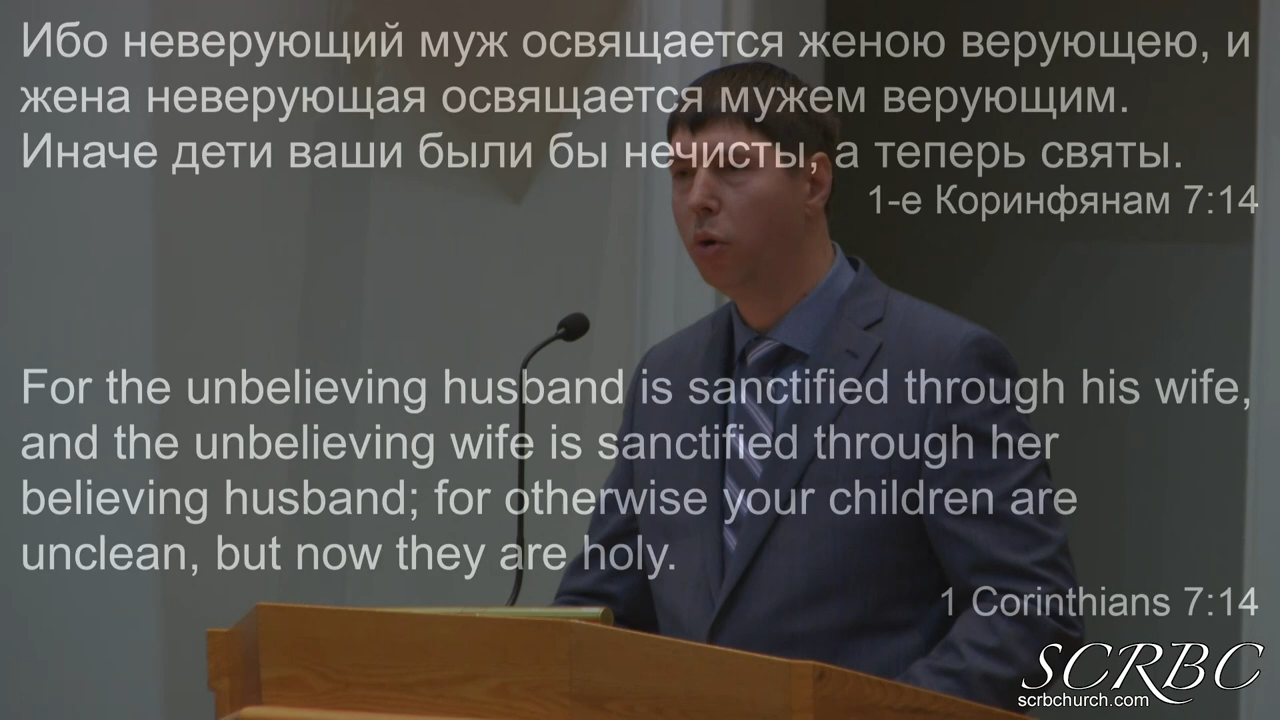 Ибо неверующий муж освящается женою верующею, и
жена неверующая освящается мужем верующим.
Иначе дети ваши были бы нечисты, а теперь святы.
1-е Коринфянам 7:14
For the unbelieving husband is sanctified through his wife,
and the unbelieving wife is sanctified through her
believing husband; for otherwise your children are
unclean, but now they are holy.
1 Corinthians 7:14
SCRBC
scrbchurch.com